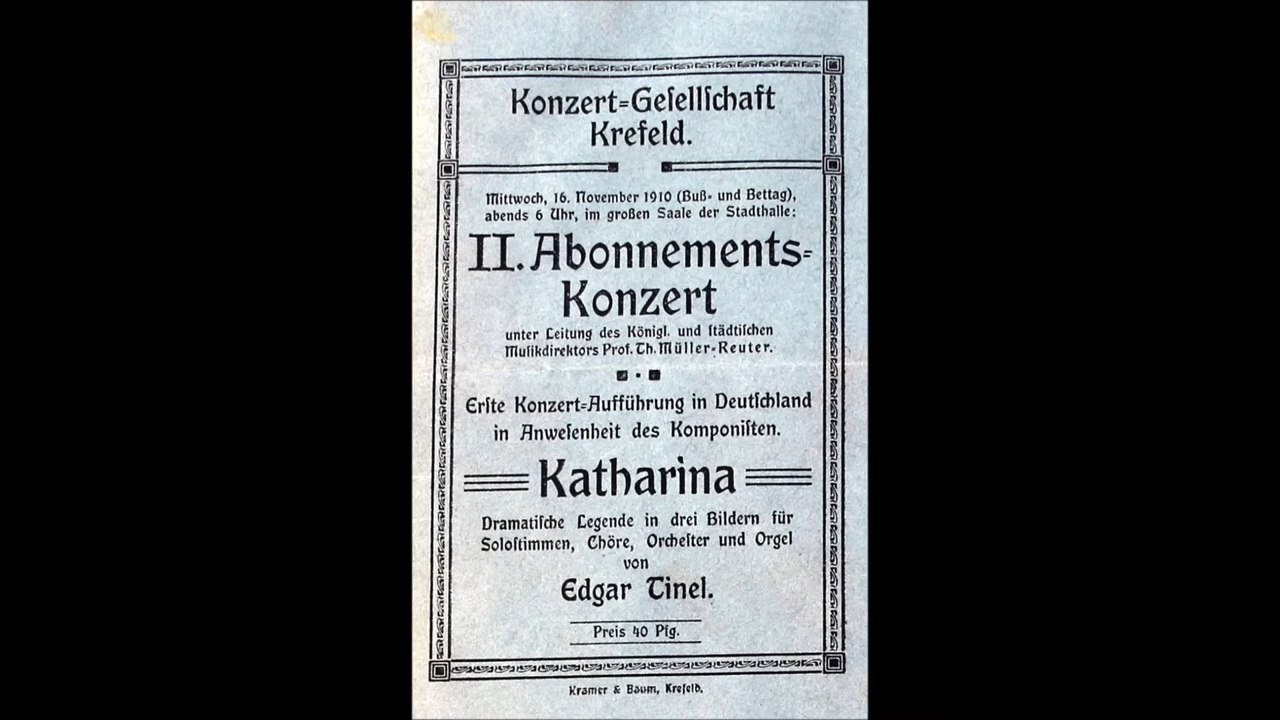 Konzert=Geſellſchaft
Krefeld.
Mittwoch, 16. November 1910 (Buß- und Bettag),
abends 6 Uhr, im großen Saale der Stadthalle:
II. Abonnements=
Konzert
unter Leitung des Königl. und ſtädtiſchen
Muſikdirektors Prof. Th. Müller-Reuter.
Erſte Konzert=Aufführung in Deutſchland
in Anweſenheit des Komponiſten.
Katharina
Dramatiſche Legende in drei Bildern für
Soloſtimmen, Chöre, Orcheſter und Orgel
von
Edgar Tinel.
Preis 40 Pfg.
Kramer & Baum, Krefeld.